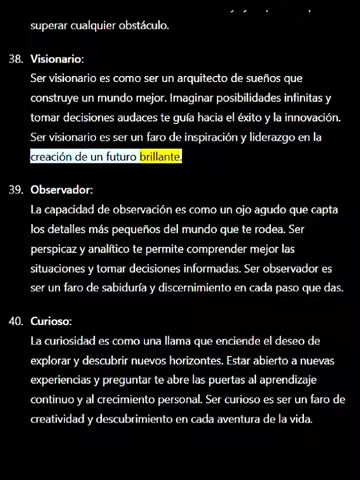 superar cualquier obstáculo.
38. Visionario:
Ser visionario es como ser un arquitecto de sueños que
construye un mundo mejor. Imaginar posibilidades infinitas y
tomar decisiones audaces te guía hacia el éxito y la innovación.
Ser visionario es ser un faro de inspiración y liderazgo en la
creación de un futuro brillante.
39. Observador:
La capacidad de observación es como un ojo agudo que capta
los detalles más pequeños del mundo que te rodea. Ser
perspicaz y analítico te permite comprender mejor las
situaciones y tomar decisiones informadas. Ser observador es
ser un faro de sabiduría y discernimiento en cada paso que das.
40. Curioso:
La curiosidad es como una llama que enciende el deseo de
explorar y descubrir nuevos horizontes. Estar abierto a nuevas
experiencias y preguntar te abre las puertas al aprendizaje
continuo y al crecimiento personal. Ser curioso es ser un faro de
creatividad y descubrimiento en cada aventura de la vida.